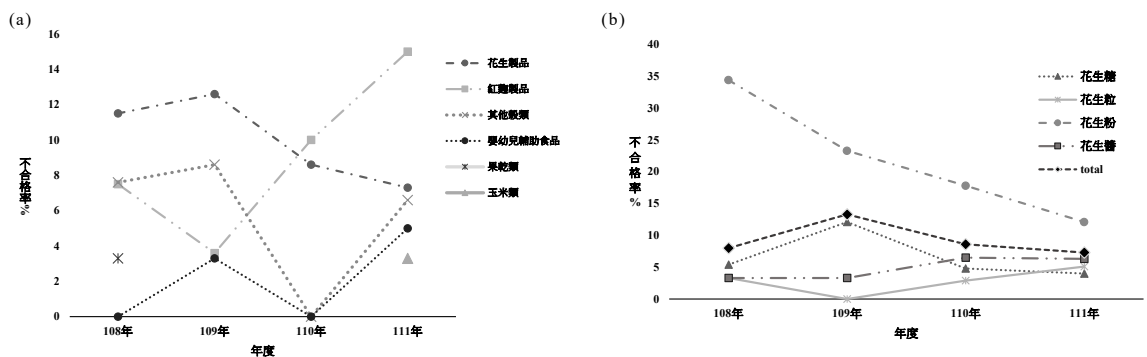 (a)
16
14
12
10
8
6
4
2
0
不合格率%
108年
109年
110年
111年
年度
花生製品
紅麴製品
其他穀類
嬰幼兒輔助食品
果乾類
玉米類
(b)
40
35
30
25
20
15
10
5
0
不合格率%
108年
109年
110年
111年
年度
花生糖
花生粒
花生粉
花生醬
total